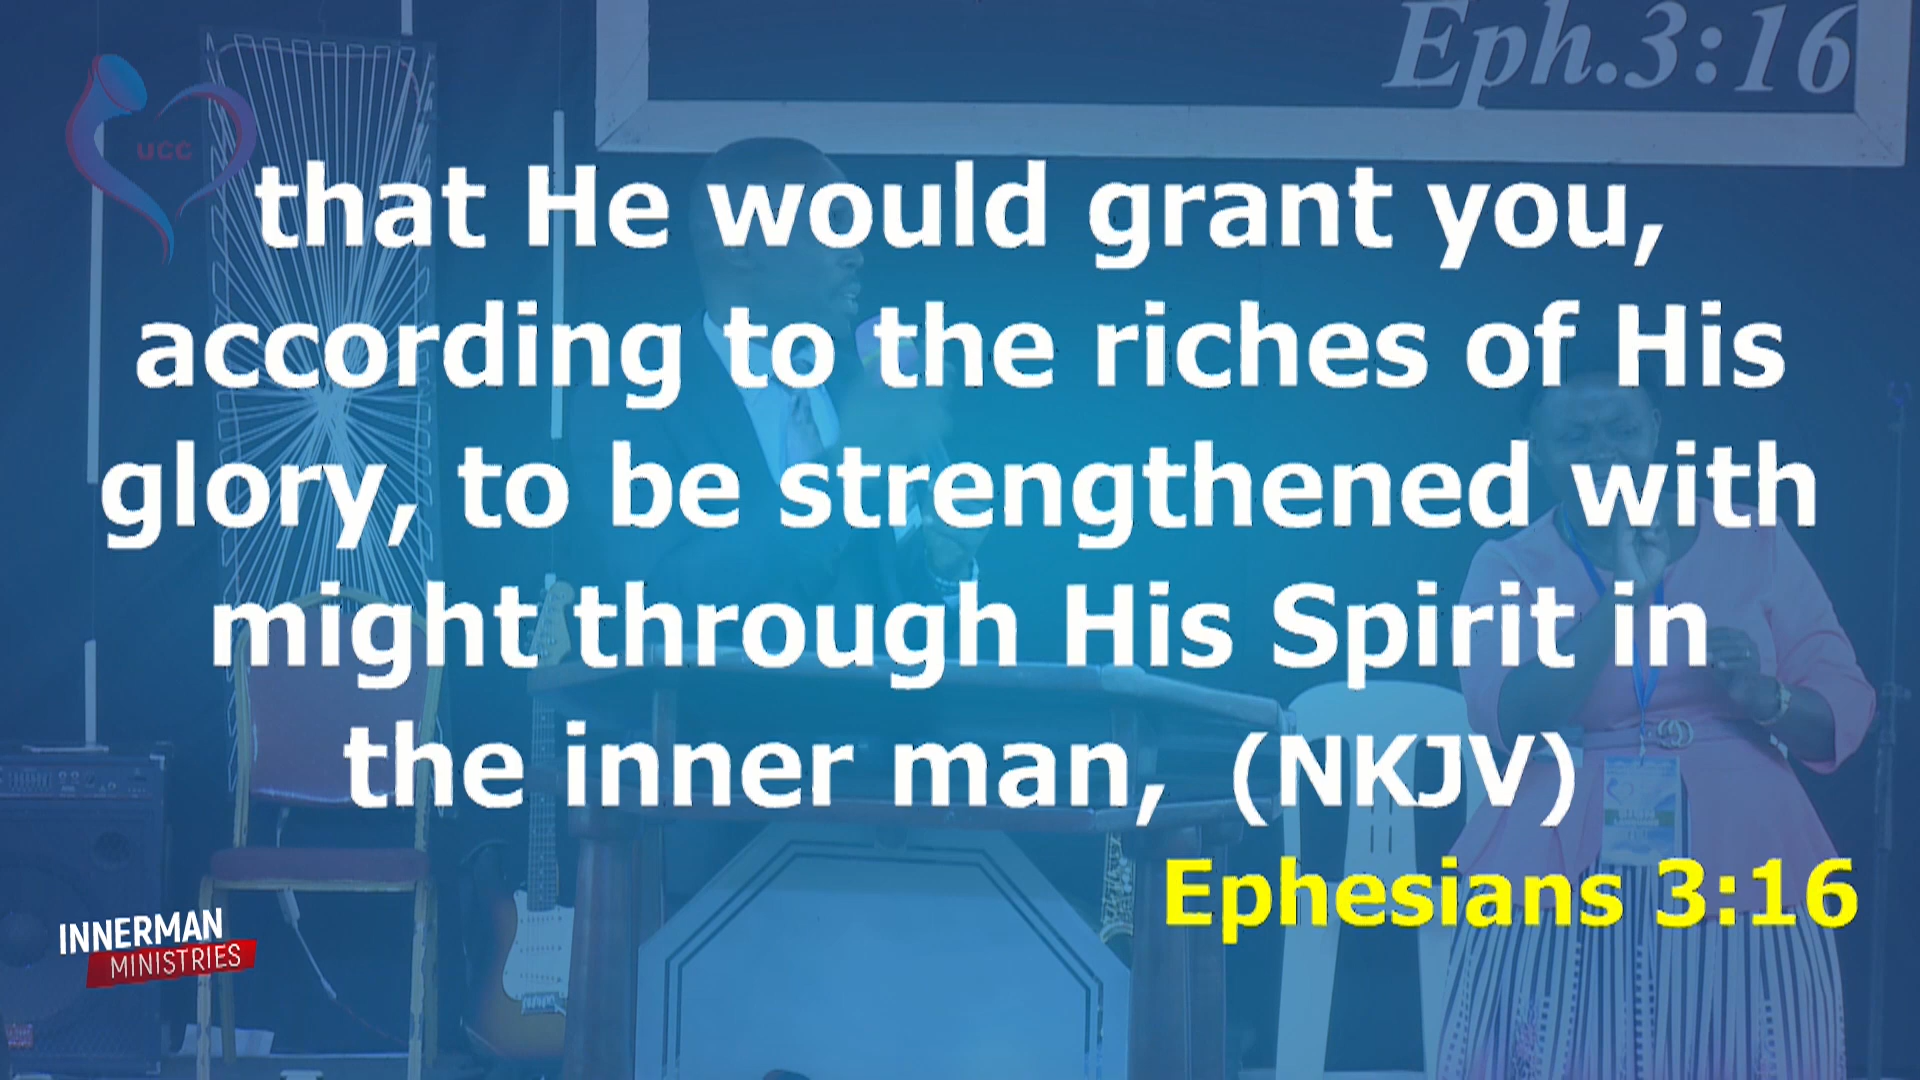 Eph.3:16
UCC
that He would grant you,
according to the riches of His
glory, to be strengthened with
might through His Spirit in
the inner man, (NKJV)
Ephesians 3:16
INNERMAN
MINISTRIES